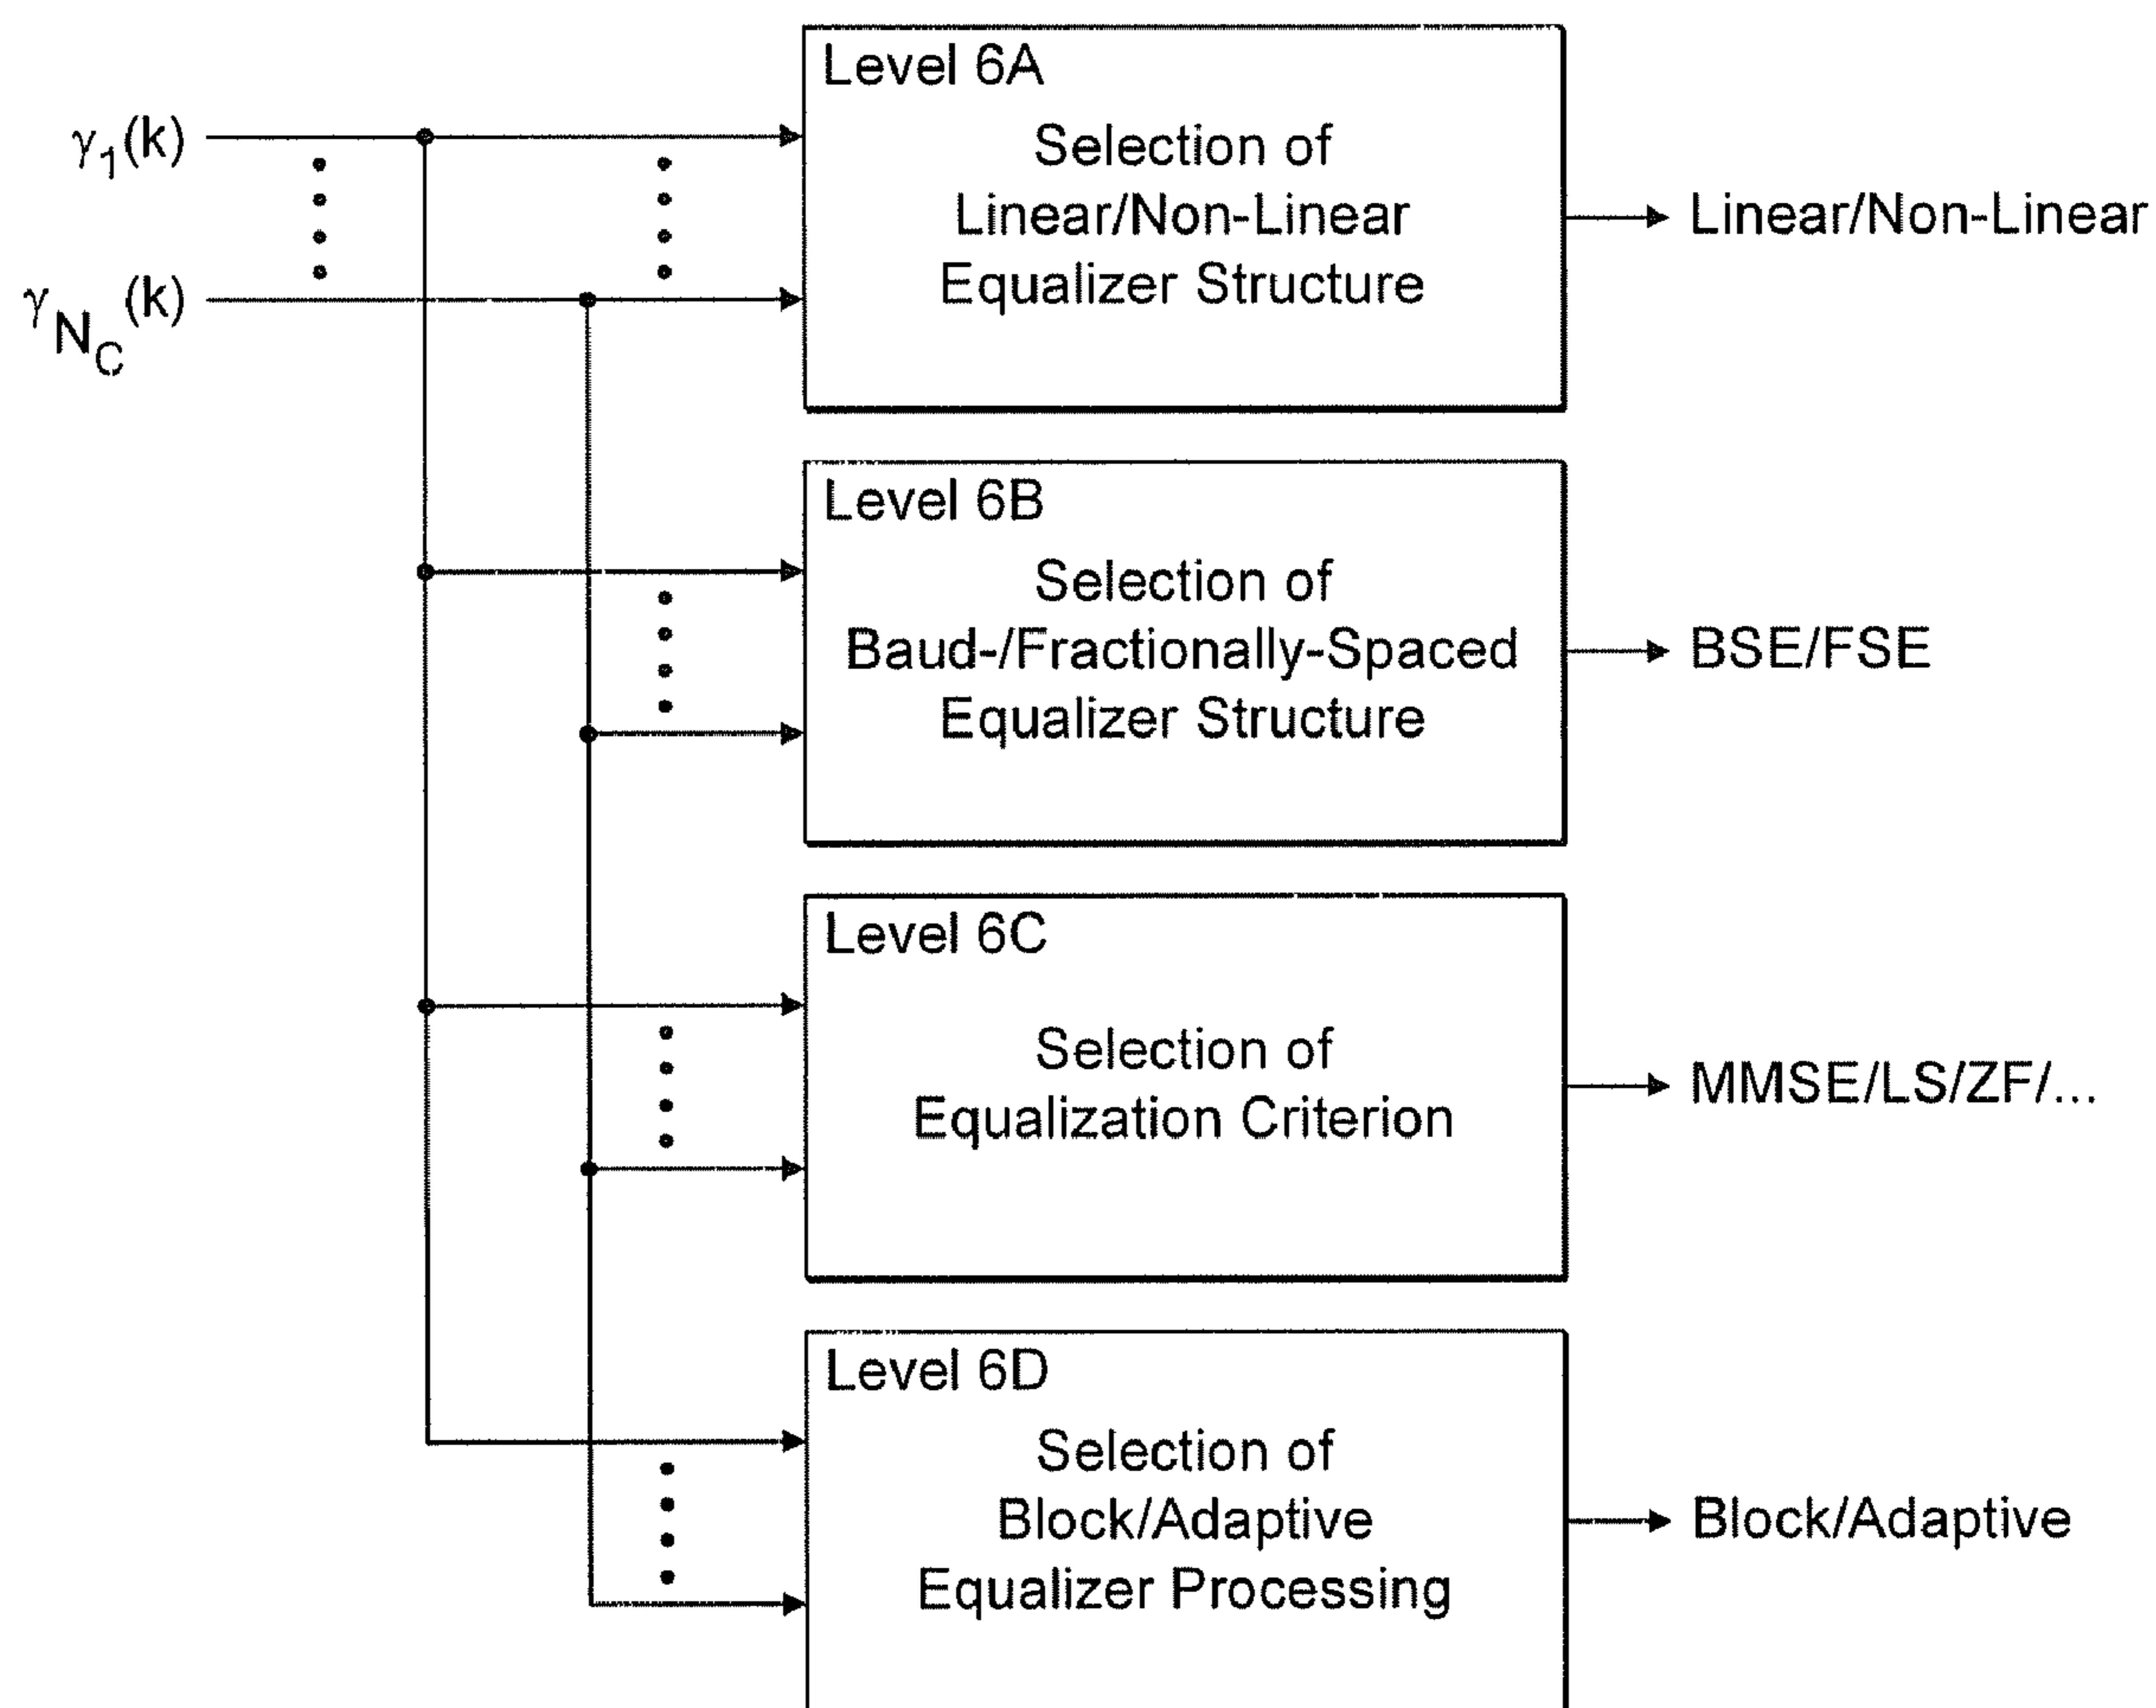 Level 6A
γ1(k)
γNC(k)
Selection of
Linear/Non-Linear
Equalizer Structure
Linear/Non-Linear
Level 6B
Selection of
Baud-/Fractionally-Spaced
Equalizer Structure
BSE/FSE
Level 6C
Selection of
Equalization Criterion
MMSE/LS/ZF/...
Level 6D
Selection of
Block/Adaptive
Equalizer Processing
Block/Adaptive